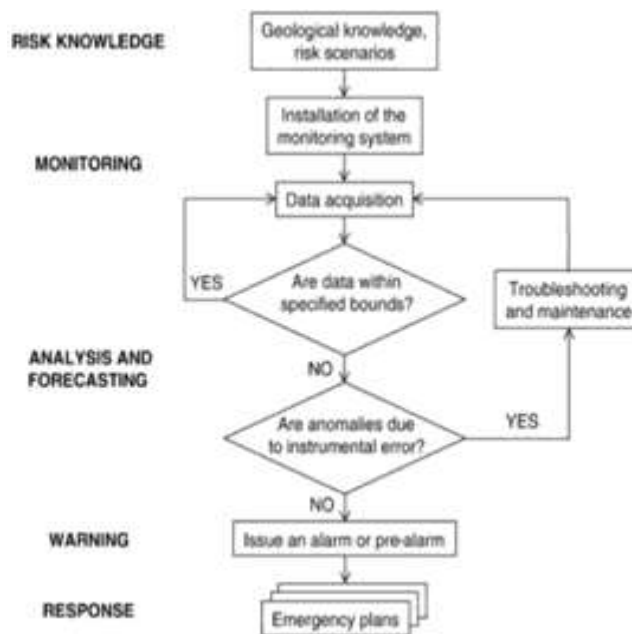 RISK KNOWLEDGE
Geological knowledge,
risk scenarios
Installation of the
monitoring system
MONITORING
Data acquisition
YES
Are data within
specified bounds?
Troubleshooting
and maintenance
ANALYSIS AND
FORECASTING
NO
Are anomalies due
to instrumental error?
YES
NO
WARNING
Issue an alarm or pre-alarm
RESPONSE
Emergency plans